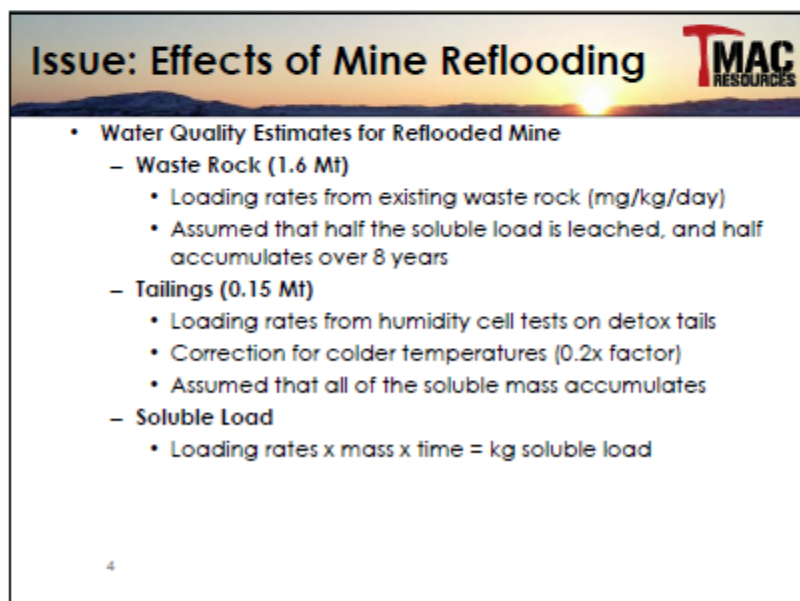 Issue: Effects of Mine Reflooding
TMAC
RESOURCES
• Water Quality Estimates for Reflooded Mine
– Waste Rock (1.6 Mt)
• Loading rates from existing waste rock (mg/kg/day)
• Assumed that half the soluble load is leached, and half
accumulates over 8 years
– Tailings (0.15 Mt)
• Loading rates from humidity cell tests on detox tails
• Correction for colder temperatures (0.2x factor)
• Assumed that all of the soluble mass accumulates
– Soluble Load
• Loading rates x mass x time = kg soluble load
4